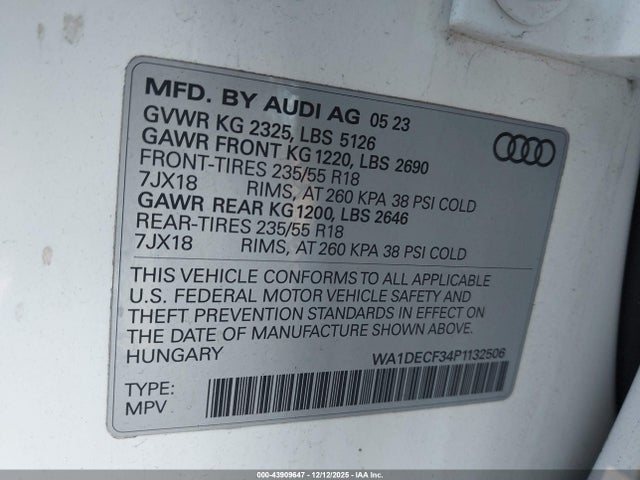 MFD. BY AUDI AG 05 23
GVWR KG 2325, LBS 5126
GAWR FRONT KG 1220, LBS 2690
FRONT-TIRES 235/55 R18
7JX18 RIMS, AT 260 KPA 38 PSI COLD
GAWR REAR KG1200, LBS 2646
REAR-TIRES 235/55 R18
7JX18 RIMS, AT 260 KPA 38 PSI COLD
THIS VEHICLE CONFORMS TO ALL APPLICABLE
U.S. FEDERAL MOTOR VEHICLE SAFETY AND
THEFT PREVENTION STANDARDS IN EFFECT ON
THE DATE OF MANUFACTURE SHOWN ABOVE.
HUNGARY WA1DECF34P1132506
TYPE:
MPV
000-43909647 - 12/12/2025 - IAA Inc.